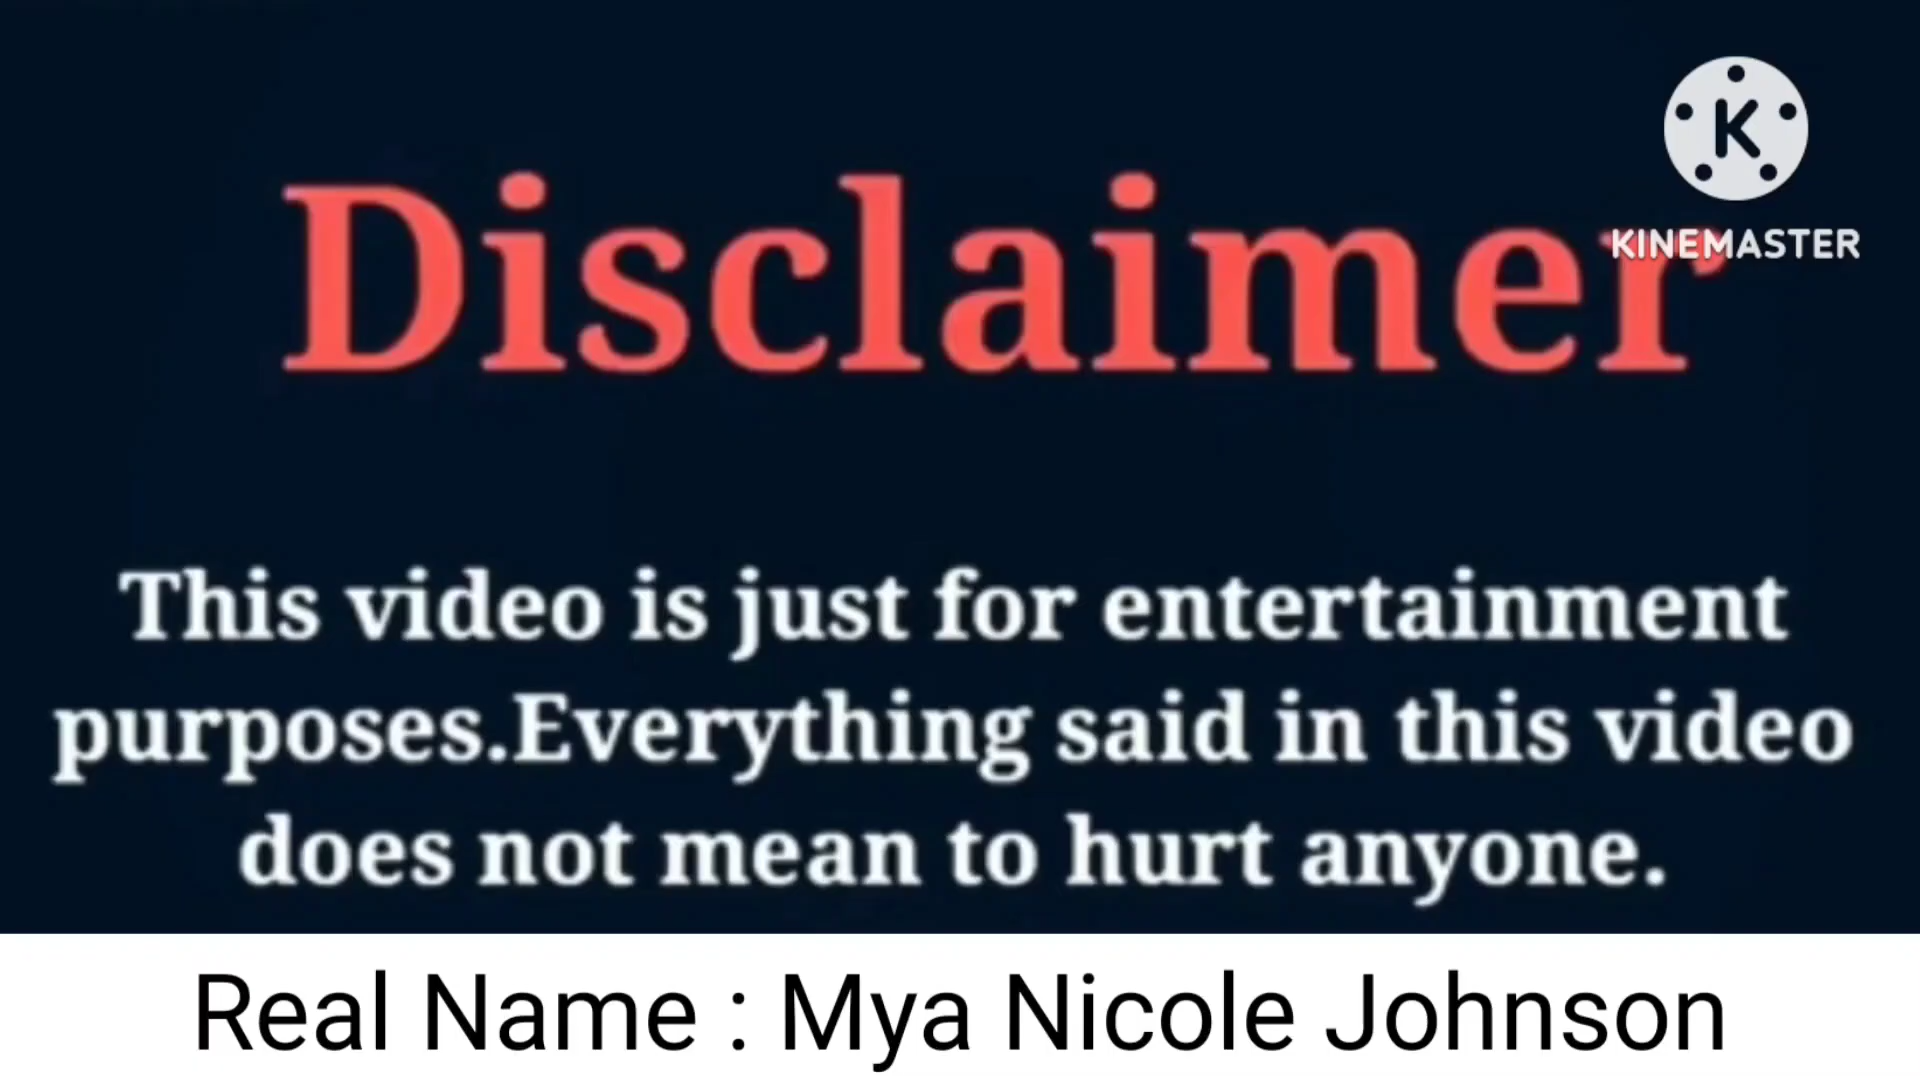 K
KINEMASTER
Disclaimer
This video is just for entertainment
purposes.Everything said in this video
does not mean to hurt anyone.
Real Name : Mya Nicole Johnson